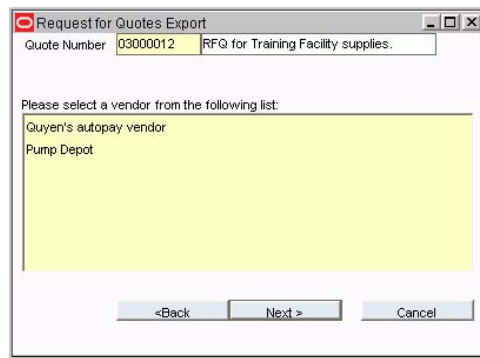 Request for Quotes Export
Quote Number 03000012 RFQ for Training Facility supplies.
Please select a vendor from the following list:
Quyen's autopay vendor
Pump Depot
<Back Next > Cancel